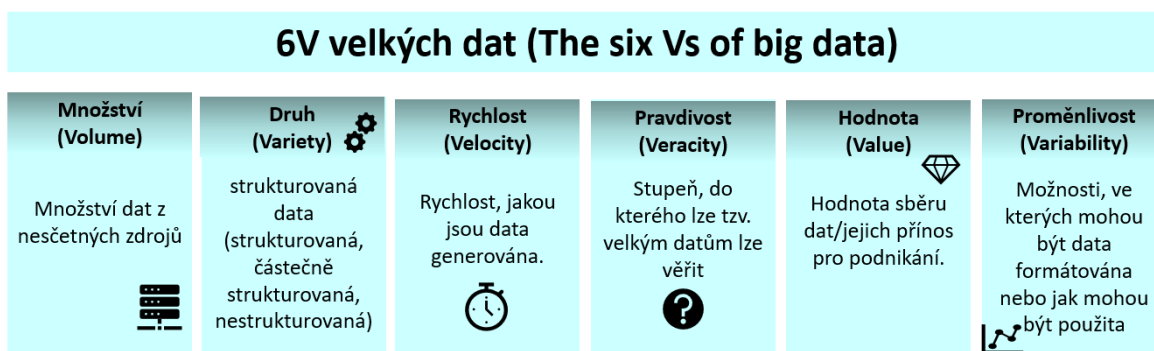 6V velkých dat (The six Vs of big data)
Množství
(Volume)
Množství dat z
nesčetných zdrojů
Druh
(Variety)
strukturovaná
data
(strukturovaná,
částečně
strukturovaná,
nestrukturovaná)
Rychlost
(Velocity)
Rychlost, jakou
jsou data
generována.
Pravdivost
(Veracity)
Stupeň, do
kterého lze tzv.
velkým datům lze
věřit
?
Hodnota
(Value)
Hodnota sběru
dat/jejich přínos
pro podnikání.
Proměnlivost
(Variability)
Možnosti, ve
kterých mohou
být data
formátována
nebo jak mohou
být použita